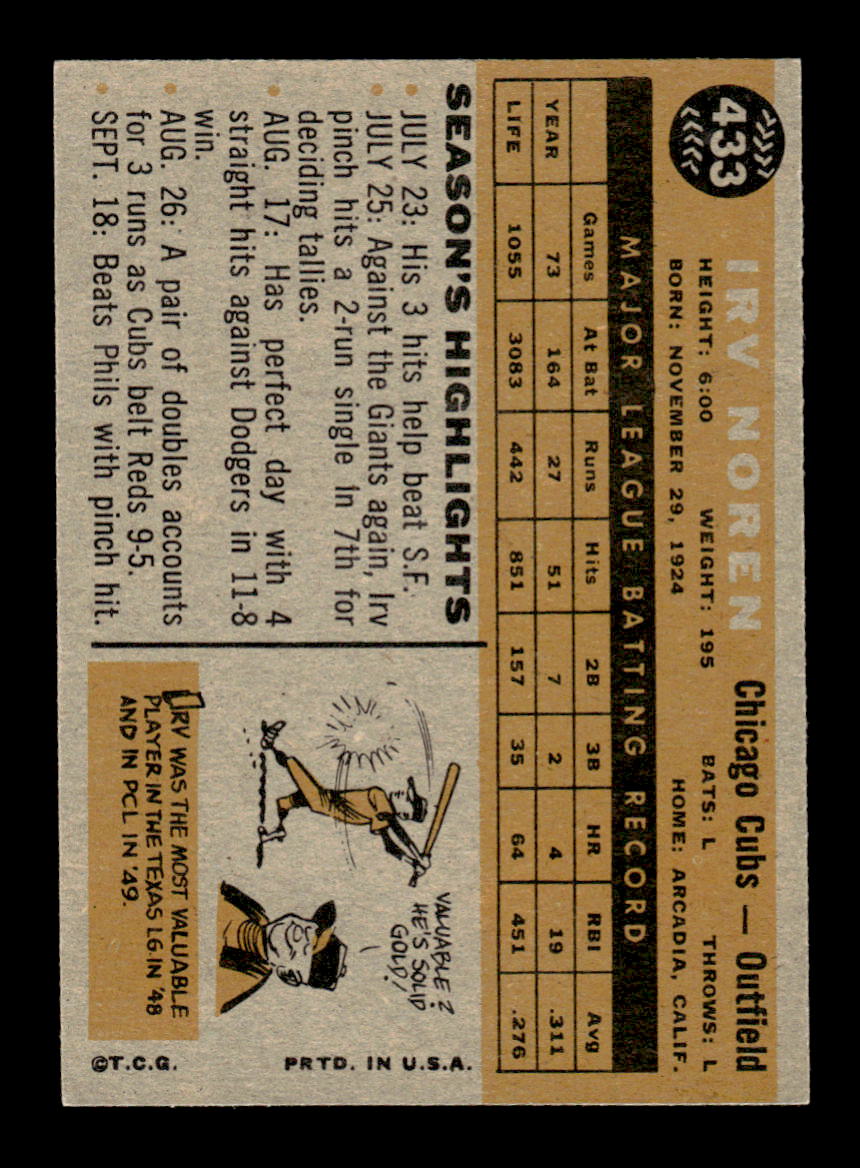 433
IRV NOREN Chicago Cubs — Outfield
HEIGHT: 6:00 WEIGHT: 195 BATS: L THROWS: L
BORN: NOVEMBER 29, 1924 HOME: ARCADIA, CALIF.
MAJOR LEAGUE BATTING RECORD
Games At Bat Runs Hits 2B 3B HR RBI Avg
YEAR 73 164 27 51 7 2 4 19 .311
LIFE 1055 3083 442 851 157 35 64 451 .276
SEASON'S HIGHLIGHTS
• JULY 23: His 3 hits help beat S.F.
• JULY 25: Against the Giants again, Irv
pinch hits a 2-run single in 7th for
deciding tallies.
• AUG. 17: Has perfect day with 4
straight hits against Dodgers in 11-8
win.
• AUG. 26: A pair of doubles accounts
for 3 runs as Cubs belt Reds 9-5.
• SEPT. 18: Beats Phils with pinch hit.
VALUABLE?
HE'S SOLID
GOLD!
IRV WAS THE MOST VALUABLE
PLAYER IN THE TEXAS LG. IN '48
AND IN PCL IN '49.
©T.C.G. PRTD. IN U.S.A.